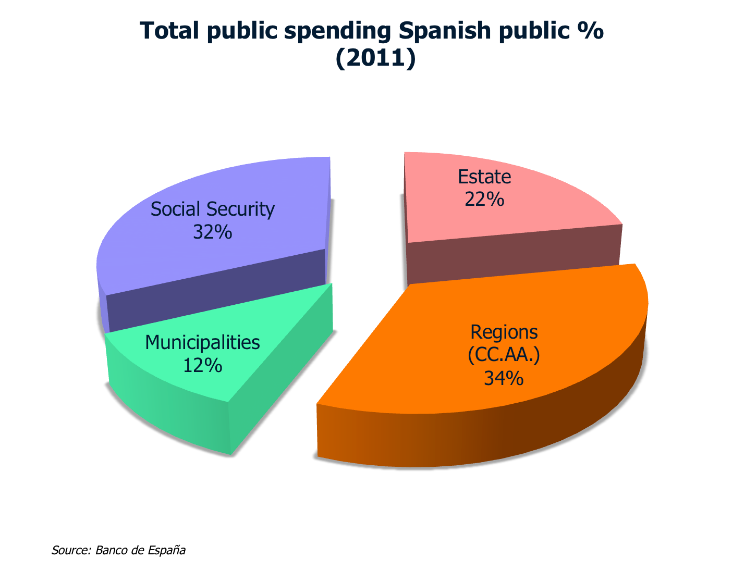 Total public spending Spanish public %
(2011)
Estate
22%
Social Security
32%
Regions
(CC.AA.)
34%
Municipalities
12%
Source: Banco de España